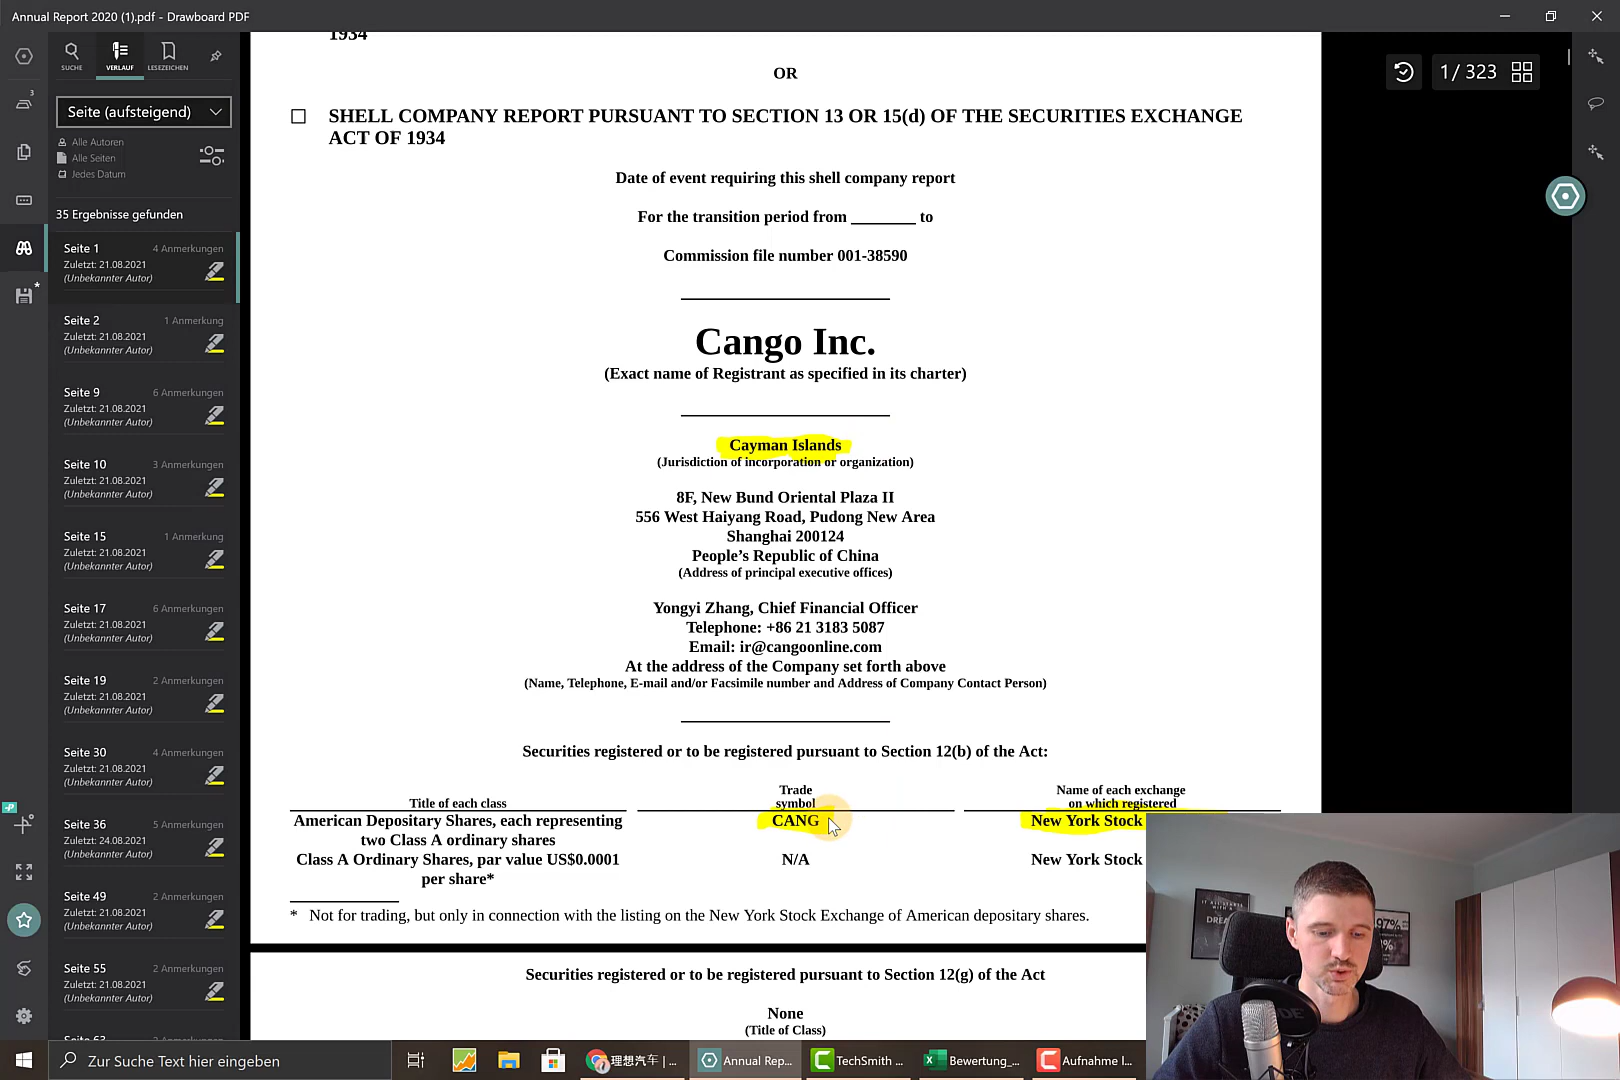 Annual Report 2020 (1).pdf - Drawboard PDF
SUCHE
VERLAUF
LESEZEICHEN
3
Seite (aufsteigend)
Alle Autoren
Alle Seiten
Jedes Datum
35 Ergebnisse gefunden
Seite 1 4 Anmerkungen
Zuletzt: 21.08.2021
(Unbekannter Autor)
Seite 2 1 Anmerkung
Zuletzt: 21.08.2021
(Unbekannter Autor)
Seite 9 6 Anmerkungen
Zuletzt: 21.08.2021
(Unbekannter Autor)
Seite 10 3 Anmerkungen
Zuletzt: 21.08.2021
(Unbekannter Autor)
Seite 15 1 Anmerkung
Zuletzt: 21.08.2021
(Unbekannter Autor)
Seite 17 6 Anmerkungen
Zuletzt: 21.08.2021
(Unbekannter Autor)
Seite 19 2 Anmerkungen
Zuletzt: 21.08.2021
(Unbekannter Autor)
Seite 30 4 Anmerkungen
Zuletzt: 21.08.2021
(Unbekannter Autor)
Seite 36 5 Anmerkungen
Zuletzt: 24.08.2021
(Unbekannter Autor)
Seite 49 2 Anmerkungen
Zuletzt: 21.08.2021
(Unbekannter Autor)
Seite 55 2 Anmerkungen
Zuletzt: 21.08.2021
(Unbekannter Autor)
1 / 323
1934
OR
SHELL COMPANY REPORT PURSUANT TO SECTION 13 OR 15(d) OF THE SECURITIES EXCHANGE
ACT OF 1934
Date of event requiring this shell company report
For the transition period from ________ to
Commission file number 001-38590
Cango Inc.
(Exact name of Registrant as specified in its charter)
Cayman Islands
(Jurisdiction of incorporation or organization)
8F, New Bund Oriental Plaza II
556 West Haiyang Road, Pudong New Area
Shanghai 200124
People’s Republic of China
(Address of principal executive offices)
Yongyi Zhang, Chief Financial Officer
Telephone: +86 21 3183 5087
Email: ir@cangoonline.com
At the address of the Company set forth above
(Name, Telephone, E-mail and/or Facsimile number and Address of Company Contact Person)
Securities registered or to be registered pursuant to Section 12(b) of the Act:
Title of each class
Trade
symbol
Name of each exchange
on which registered
American Depositary Shares, each representing CANG New York Stock
two Class A ordinary shares
Class A Ordinary Shares, par value US$0.0001 N/A New York Stock
per share*
* Not for trading, but only in connection with the listing on the New York Stock Exchange of American depositary shares.
Securities registered or to be registered pursuant to Section 12(g) of the Act
None
(Title of Class)
Zur Suche Text hier eingeben
理想汽车 | ...
Annual Rep...
TechSmith ...
Bewertung_...
Aufnahme l...